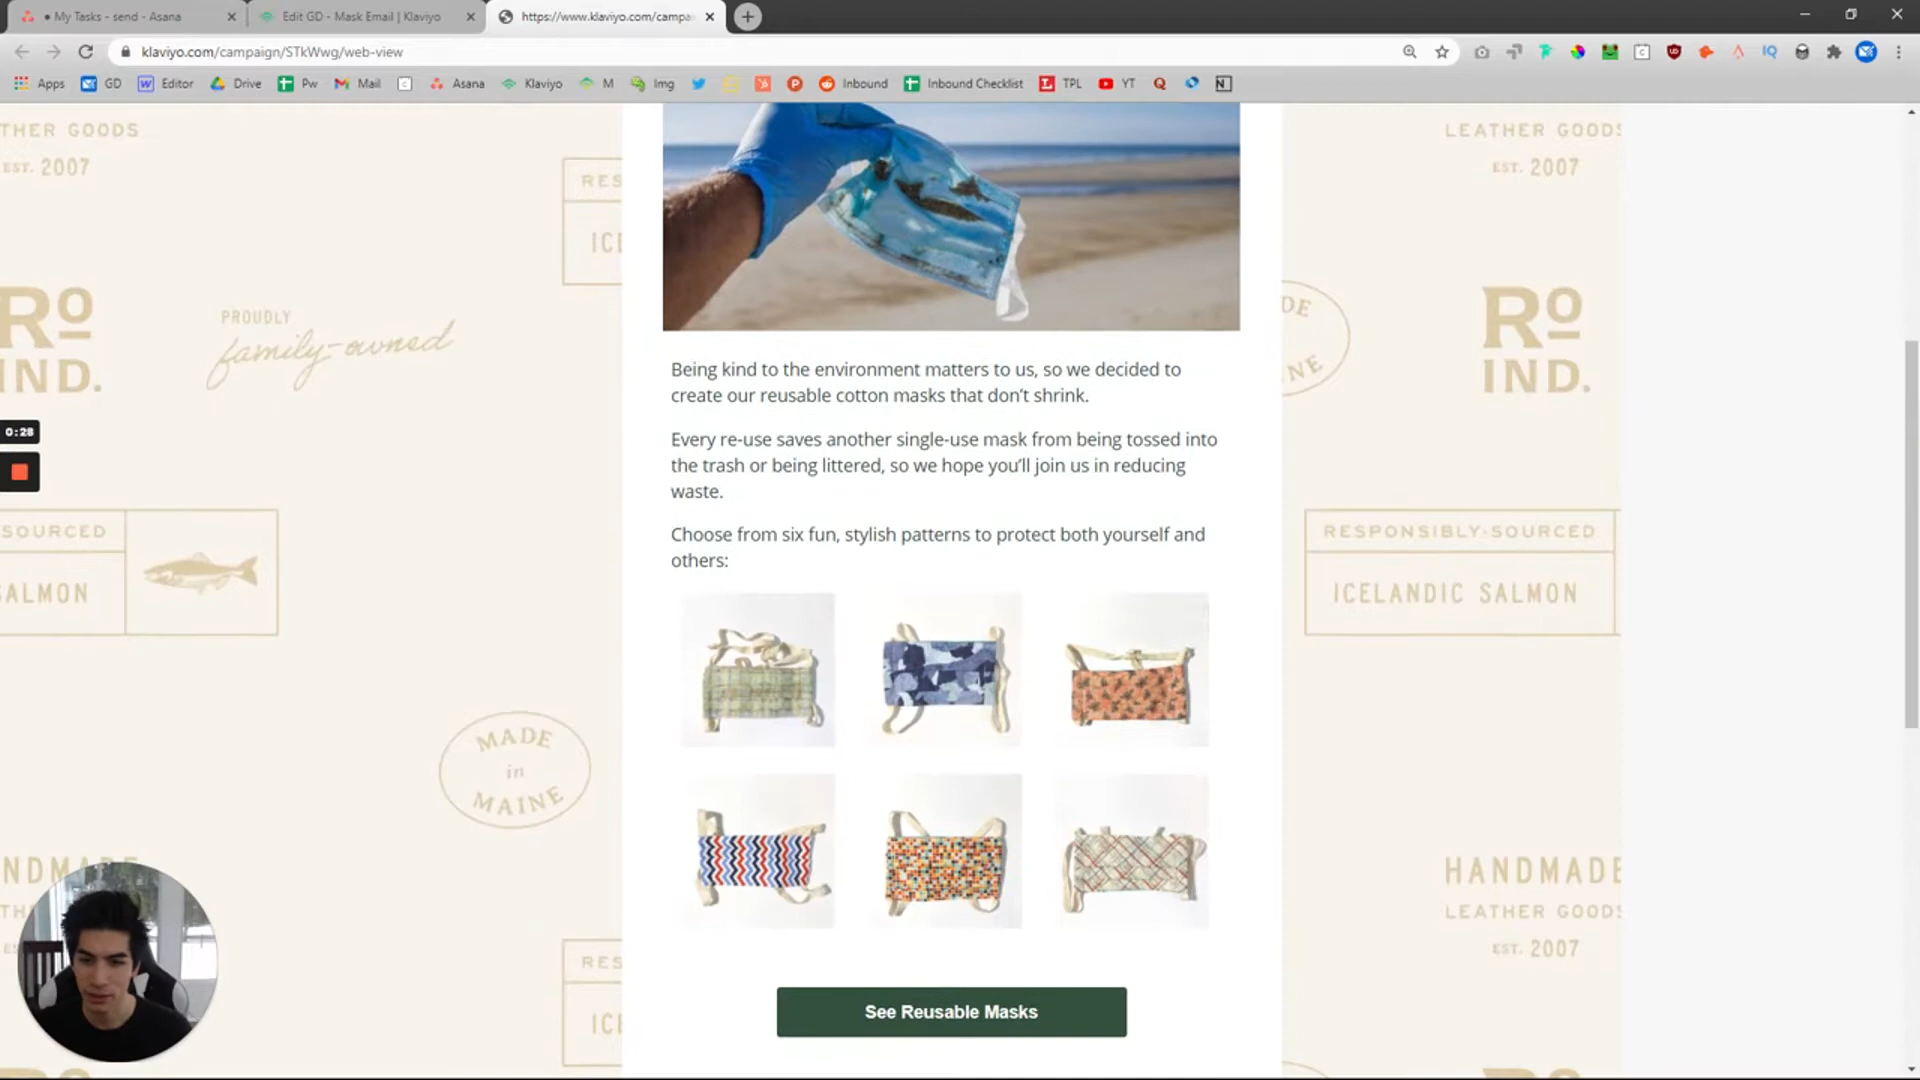 My Tasks - send - Asana
Edit GD - Mask Email | Klaviyo
https://www.klaviyo.com/campa
klaviyo.com/campaign/STkWwg/web-view
Apps GD Editor Drive Pw Mail Asana Klaviyo M Img Inbound Inbound Checklist TPL YT
THER GOODS
EST. 2007
LEATHER GOODS
EST. 2007
RES
ICE
RO
IND.
PROUDLY
family-owned
DE
NE
RO
IND.
Being kind to the environment matters to us, so we decided to
create our reusable cotton masks that don't shrink.
0:28
Every re-use saves another single-use mask from being tossed into
the trash or being littered, so we hope you'll join us in reducing
waste.
SOURCED
SALMON
Choose from six fun, stylish patterns to protect both yourself and
others:
RESPONSIBLY-SOURCED
ICELANDIC SALMON
MADE
in
MAINE
NDMADE
HANDMADE
LEATHER GOODS
EST. 2007
RES
ICE
See Reusable Masks